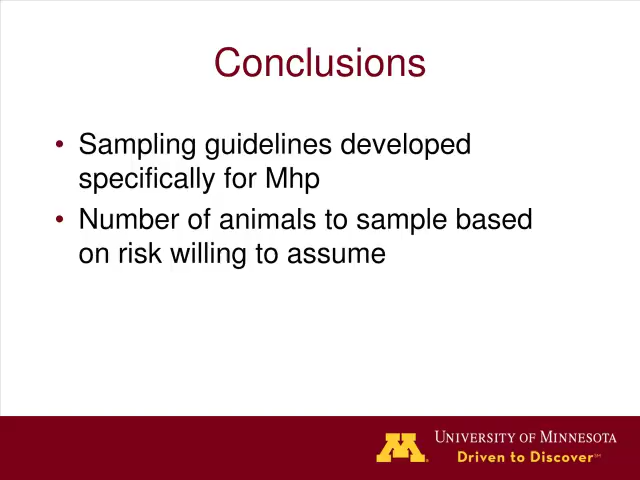 Conclusions
• Sampling guidelines developed
specifically for Mhp
• Number of animals to sample based
on risk willing to assume
M
UNIVERSITY OF MINNESOTA
Driven to Discover℠